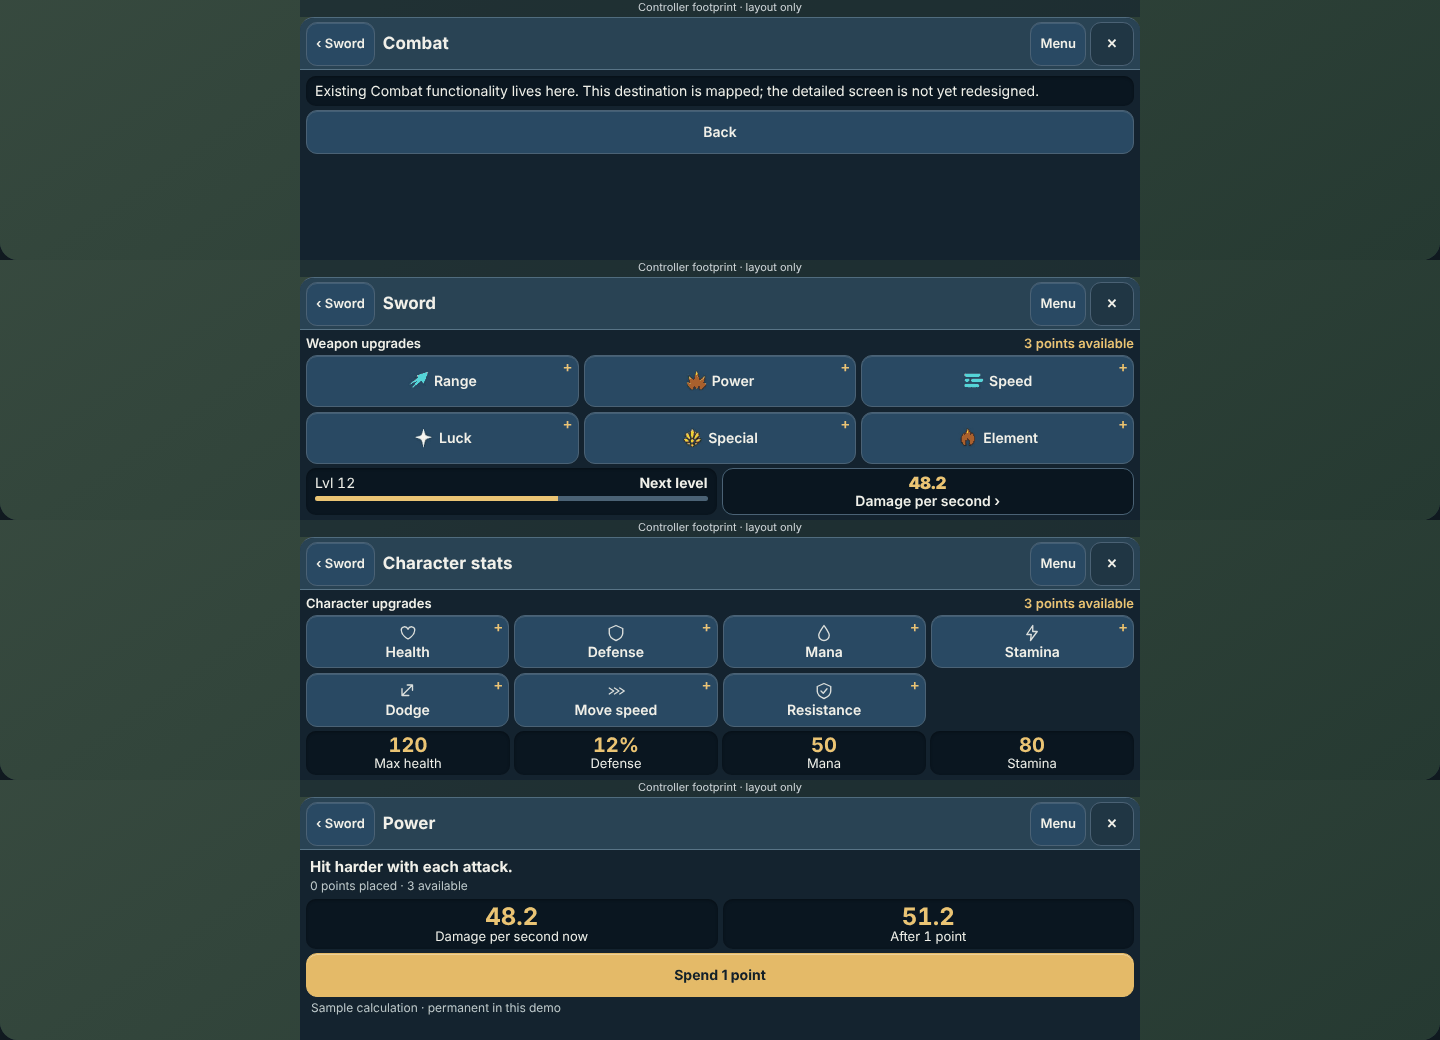 Controller footprint · layout only
‹ Sword Combat Menu ×
Existing Combat functionality lives here. This destination is mapped; the detailed screen is not yet redesigned.
Back
Controller footprint · layout only
‹ Sword Sword Menu ×
Weapon upgrades 3 points available
Range + Power + Speed +
Luck + Special + Element +
Lvl 12 Next level 48.2
Damage per second ›
Controller footprint · layout only
‹ Sword Character stats Menu ×
Character upgrades 3 points available
Health + Defense + Mana + Stamina +
Dodge + Move speed + Resistance +
120 12% 50 80
Max health Defense Mana Stamina
Controller footprint · layout only
‹ Sword Power Menu ×
Hit harder with each attack.
0 points placed · 3 available
48.2 51.2
Damage per second now After 1 point
Spend 1 point
Sample calculation · permanent in this demo